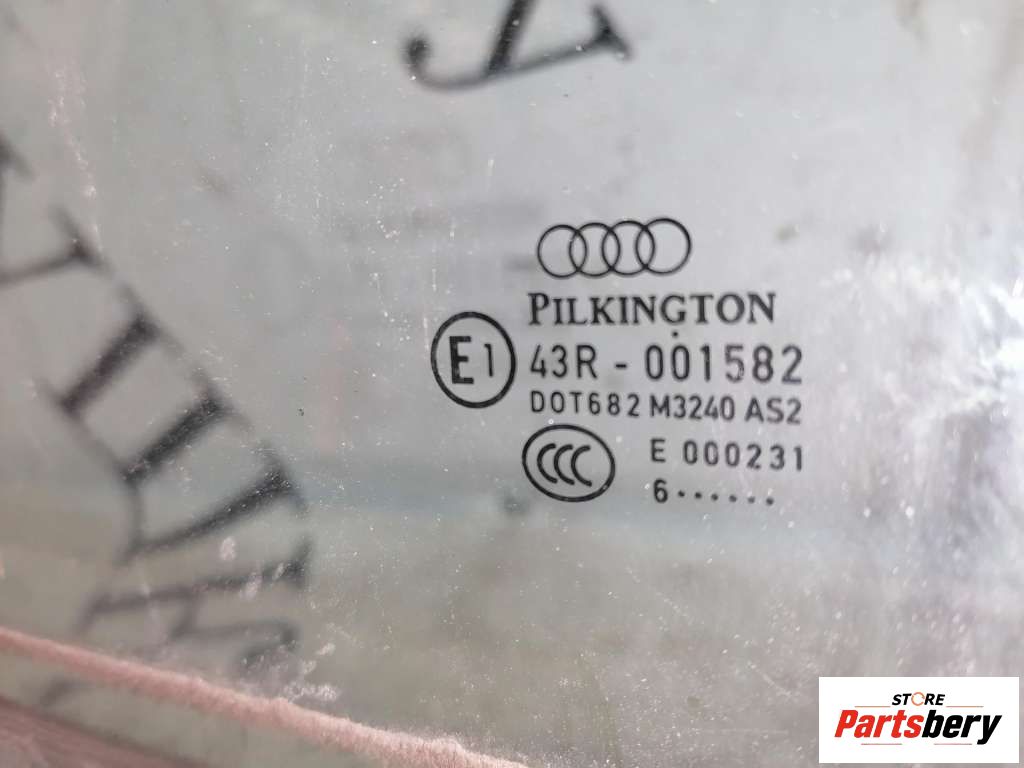 PILKINGTON
E1 43R - 001582
DOT682 M3240 AS2
CCC E 000231
6······
STORE
Partsbery